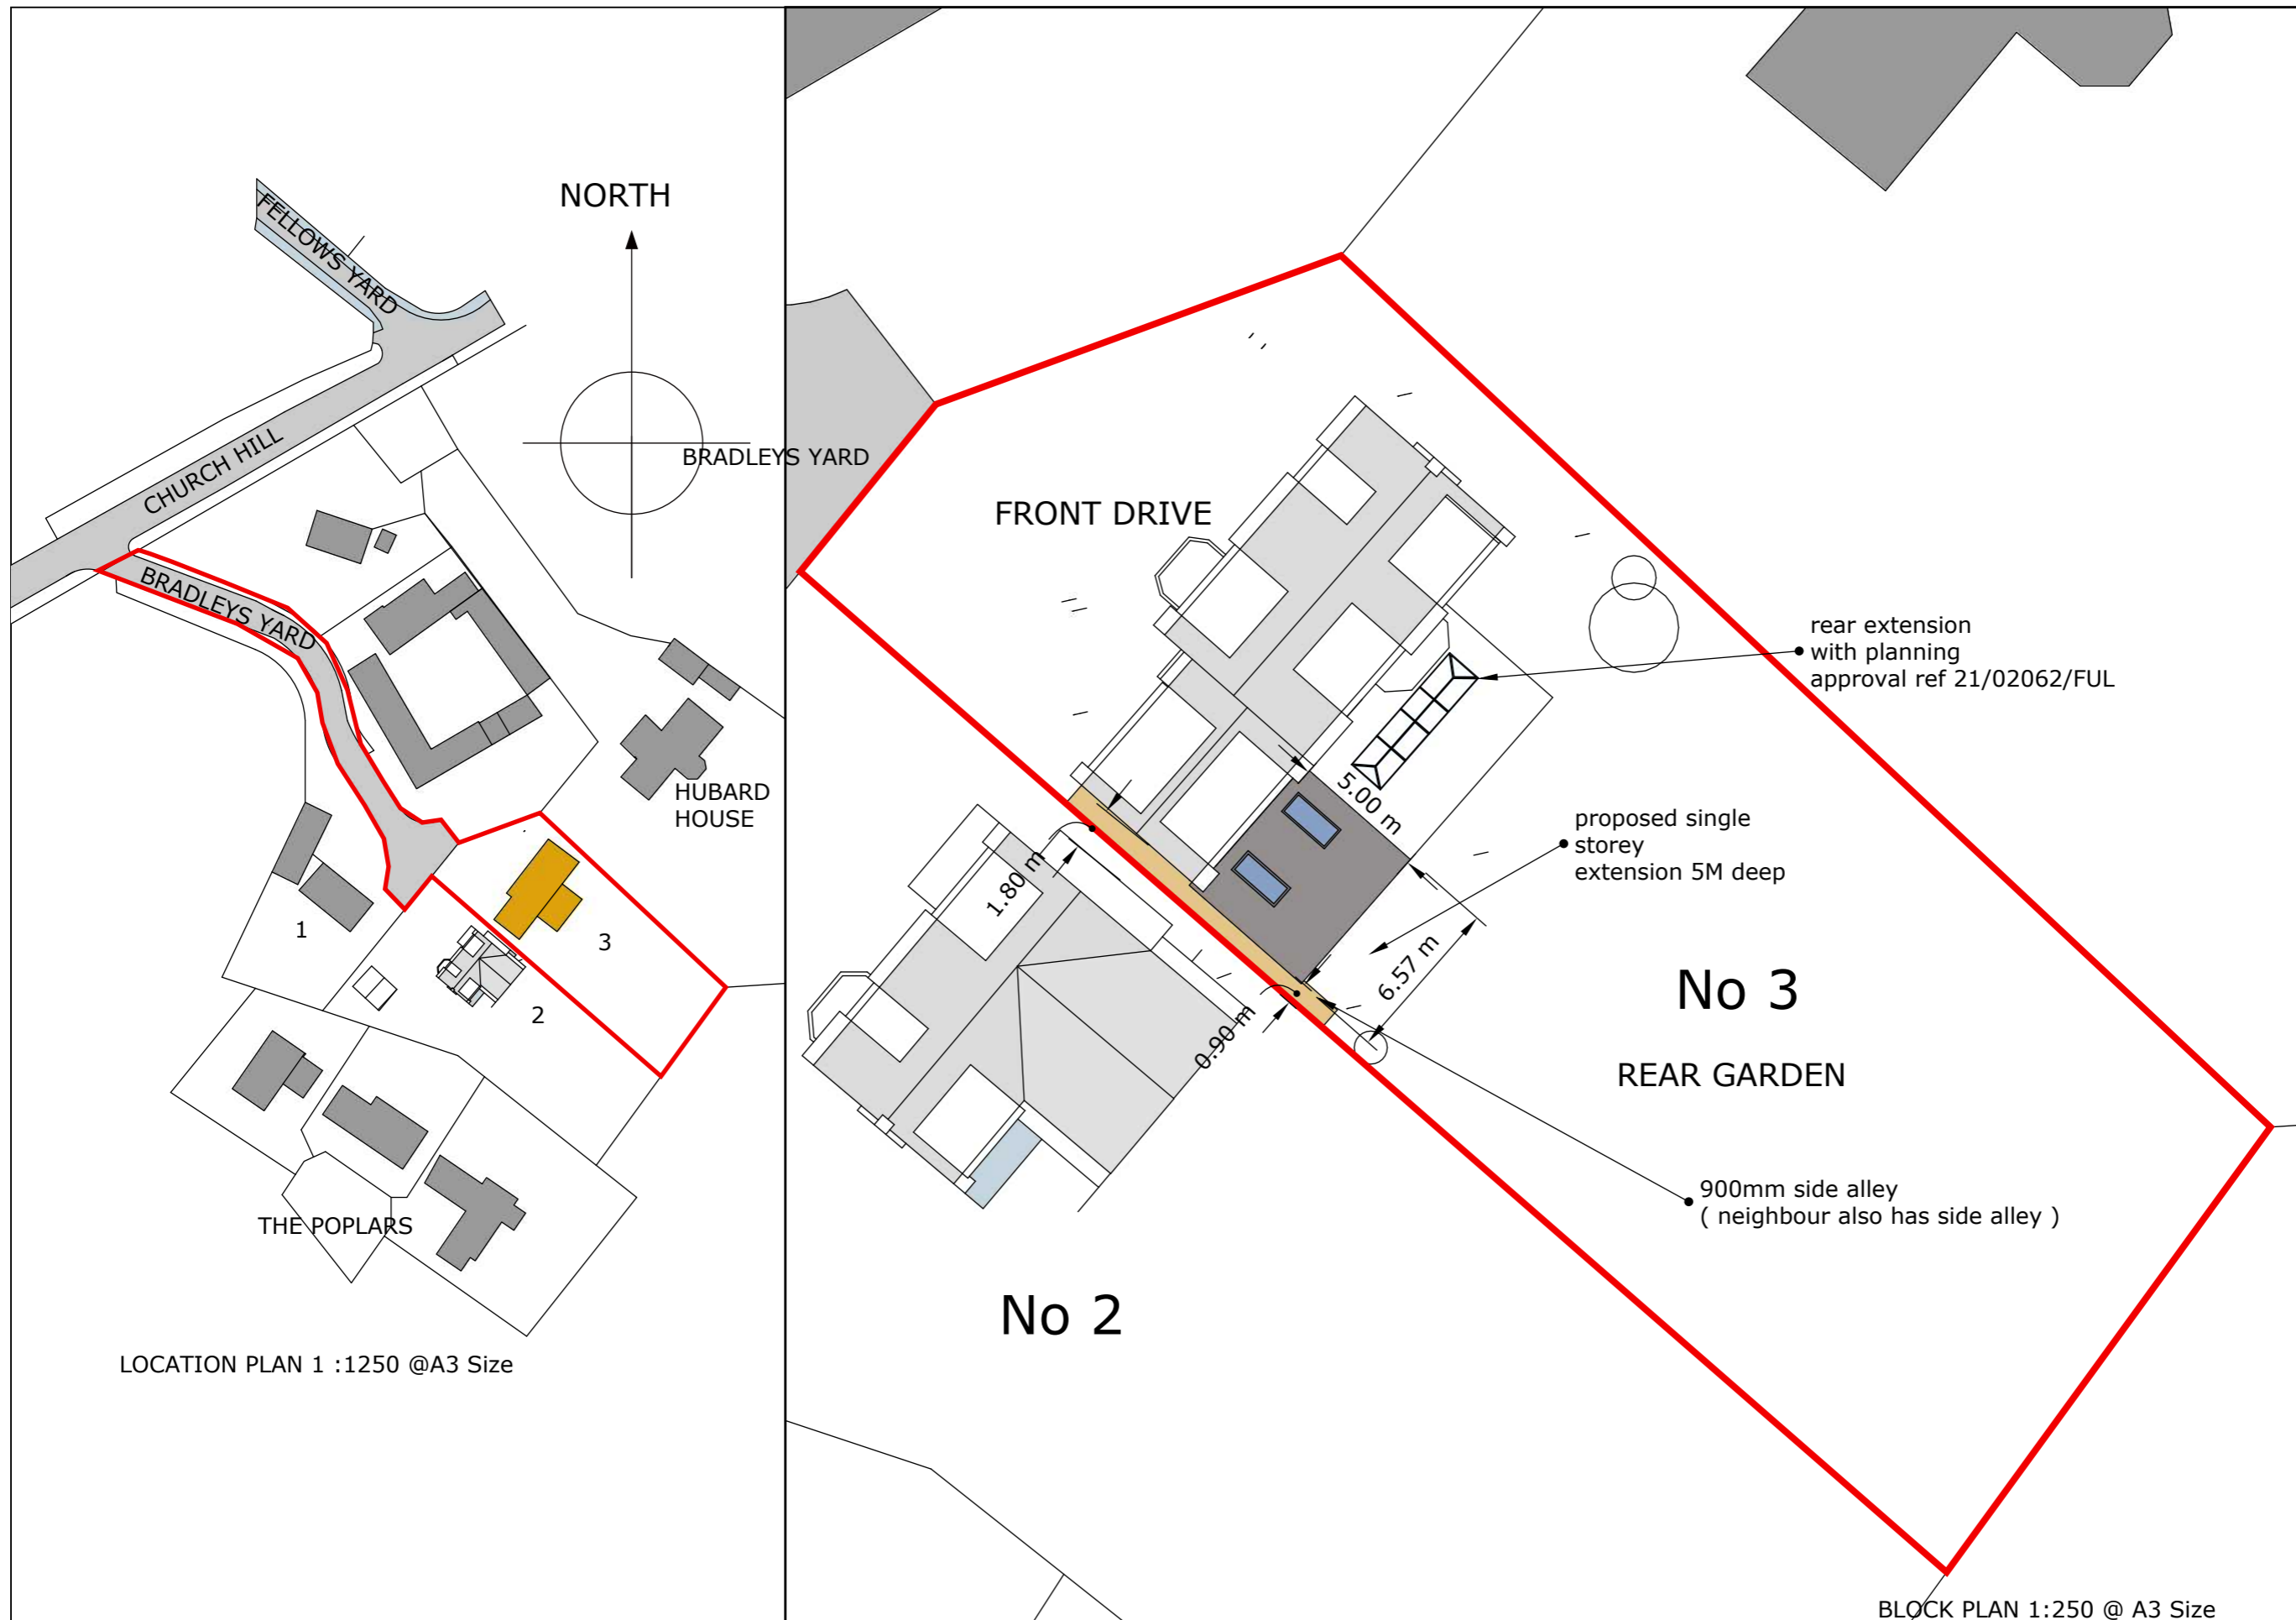 FELLOWS YARD
NORTH
CHURCH HILL
BRADLEYS YARD
BRADLEYS YARD
HUBARD
HOUSE
1
3
2
THE POPLARS
LOCATION PLAN 1 :1250 @A3 Size
FRONT DRIVE
rear extension
with planning
approval ref 21/02062/FUL
5.00 m
proposed single
storey
extension 5M deep
1.80 m
6.57 m
0.90 m
No 3
REAR GARDEN
900mm side alley
( neighbour also has side alley )
No 2
BLOCK PLAN 1:250 @ A3 Size